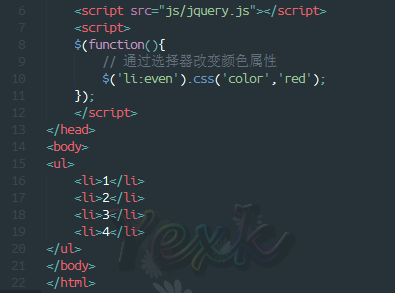 6 <script src="js/jquery.js"></script>
7 <script>
8 $(function(){
9 // 通过选择器改变颜色属性
10 $('li:even').css('color','red');
11 });
12 </script>
13 </head>
14 <body>
15 <ul>
16 <li>1</li>
17 <li>2</li>
18 <li>3</li>
19 <li>4</li>
20 </ul>
21 </body>
22 </html>